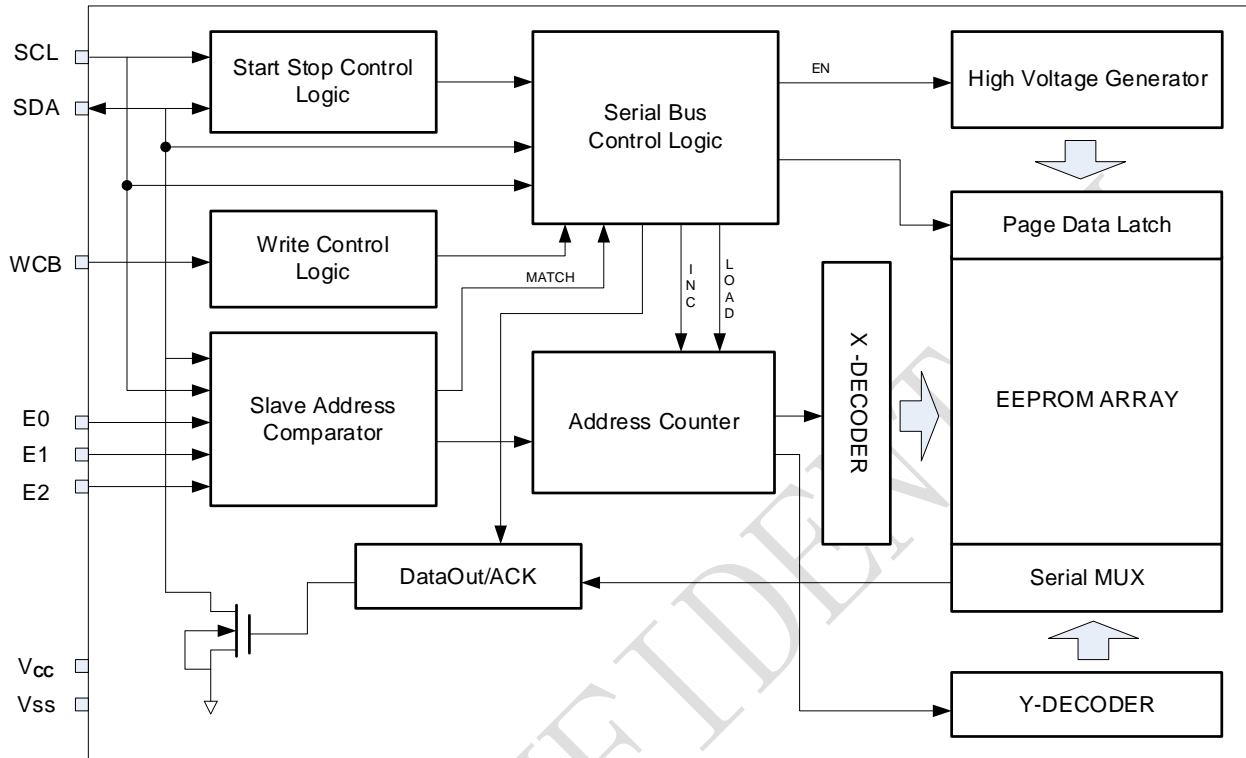 SCL
SDA
WCB
E0
E1
E2
Vcc
Vss
Start Stop Control
Logic
Write Control
Logic
Slave Address
Comparator
Serial Bus
Control Logic
EN
High Voltage Generator
Page Data Latch
MATCH
INC
LOAD
Address Counter
X -DECODER
EEPROM ARRAY
DataOut/ACK
Serial MUX
Y-DECODER